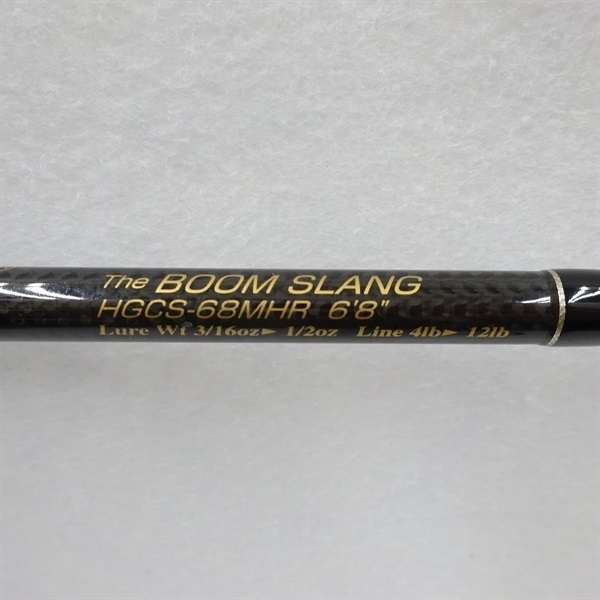 The BOOM SLANG
HGCS-68MHR 6'8"
Lure Wt 3/16oz► 1/2oz Line 4lb► 12lb